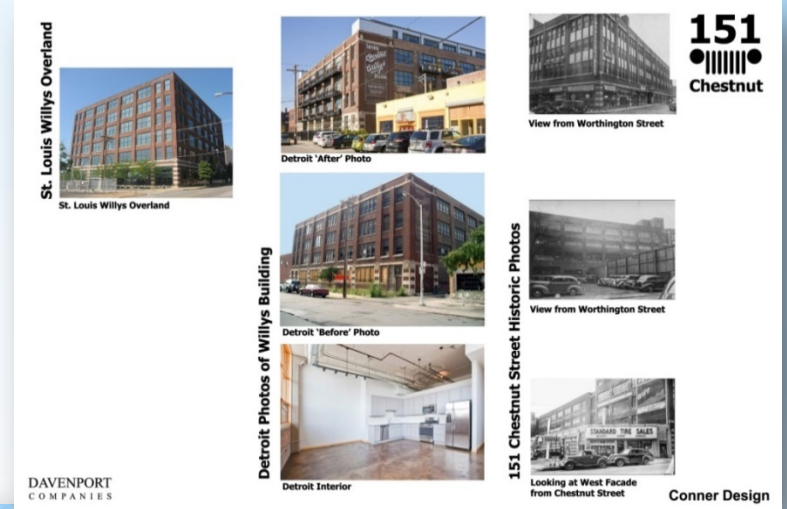 St. Louis Willys Overland
St. Louis Willys Overland
Detroit Photos of Willys Building
Detroit 'After' Photo
Detroit 'Before' Photo
Detroit Interior
151 Chestnut Street Historic Photos
View from Worthington Street
View from Worthington Street
STANDARD TIRE SALES
Looking at West Facade
from Chestnut Street
151
Chestnut
DAVENPORT
COMPANIES
Conner Design